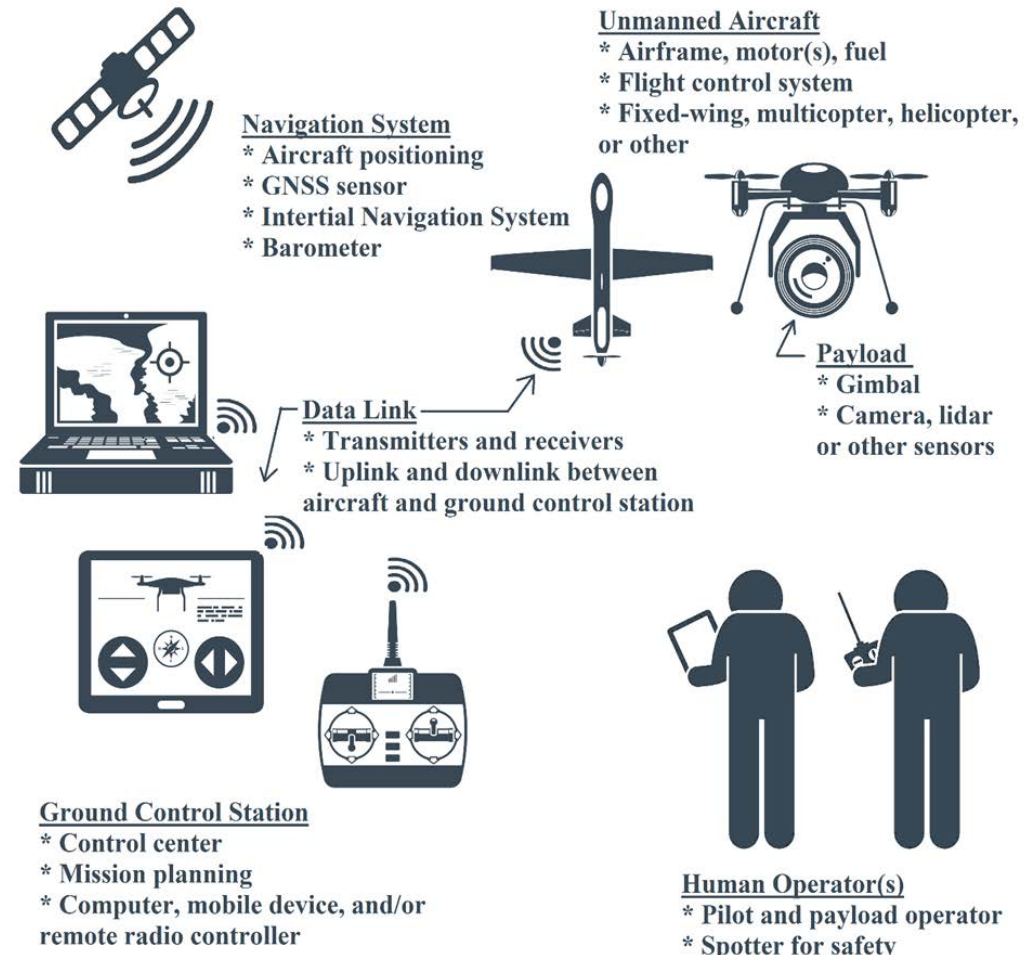 Unmanned Aircraft
* Airframe, motor(s), fuel
* Flight control system
* Fixed-wing, multicopter, helicopter,
or other
Navigation System
* Aircraft positioning
* GNSS sensor
* Intertial Navigation System
* Barometer
Payload
* Gimbal
* Camera, lidar
or other sensors
Data Link
* Transmitters and receivers
* Uplink and downlink between
aircraft and ground control station
Ground Control Station
* Control center
* Mission planning
* Computer, mobile device, and/or
remote radio controller
Human Operator(s)
* Pilot and payload operator
* Spotter for safety